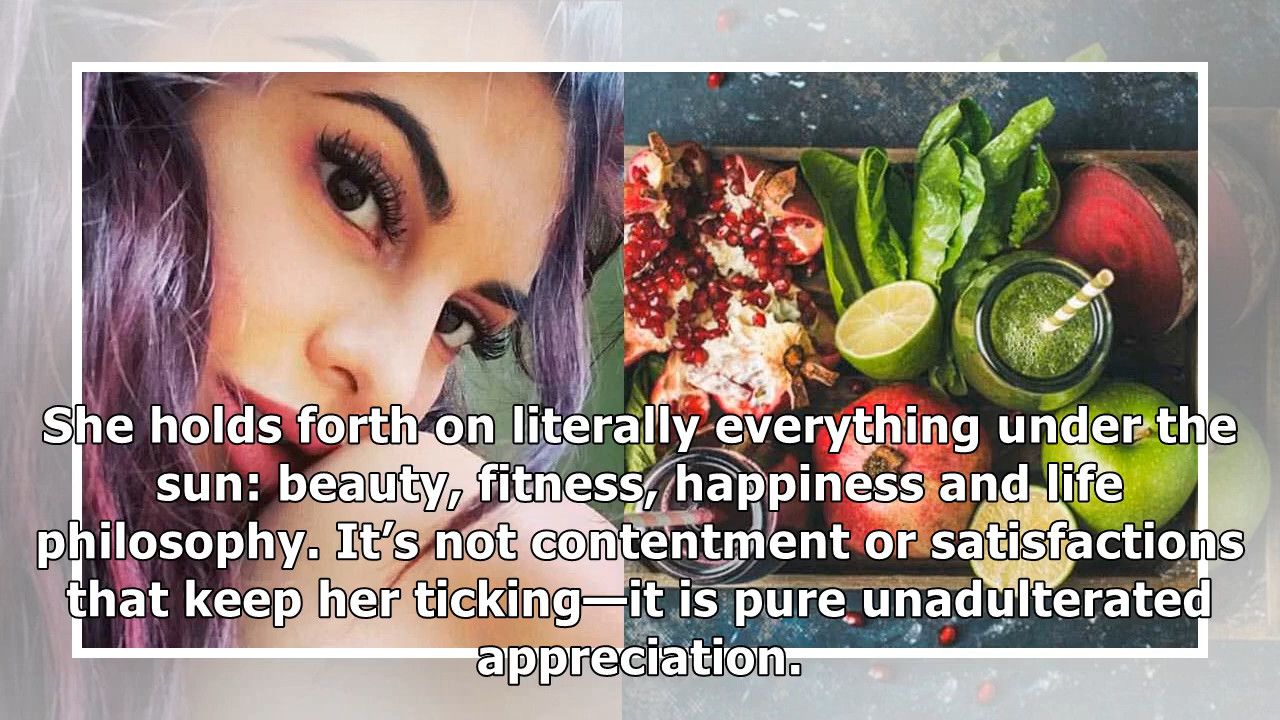 She holds forth on literally everything under the
sun: beauty, fitness, happiness and life
philosophy. It’s not contentment or satisfactions
that keep her ticking—it is pure unadulterated
appreciation.